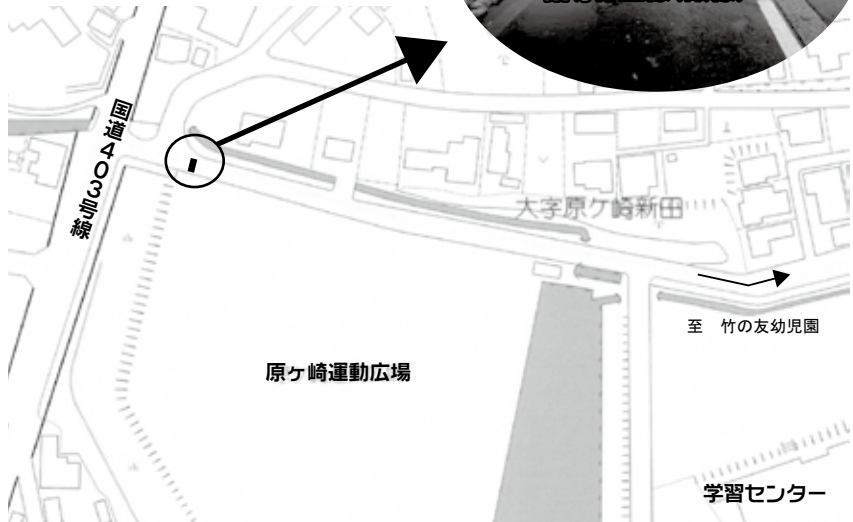 国道403号線
大字原ケ崎新田
至　竹の友幼児園
原ヶ崎運動広場
学習センター